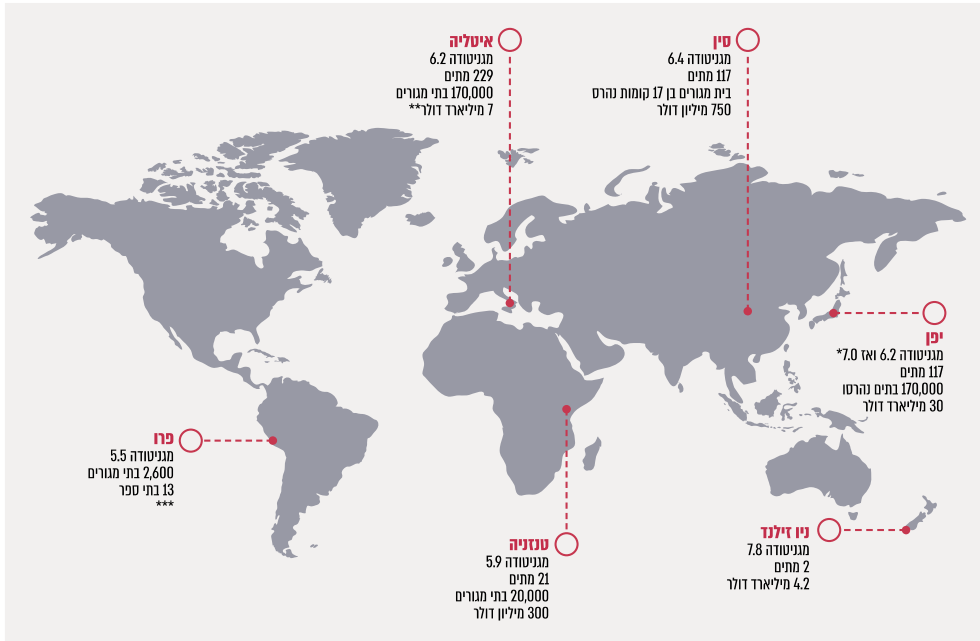 סין
מגניטודה 6.4
117 מתים
בית מגורים בן 17 קומות נהרס
750 מיליון דולר
איטליה
מגניטודה 6.2
229 מתים
170,000 בתי מגורים
7 מיליארד דולר**
יפן
מגניטודה 6.2 ואז 7.0*
117 מתים
170,000 בתים נהרסו
30 מיליארד דולר
פרו
מגניטודה 5.5
2,600 בתי מגורים
13 בתי ספר
***
ניו זילנד
מגניטודה 7.8
2 מתים
4.2 מיליארד דולר
טנזניה
מגניטודה 5.9
21 מתים
20,000 בתי מגורים
300 מיליון דולר